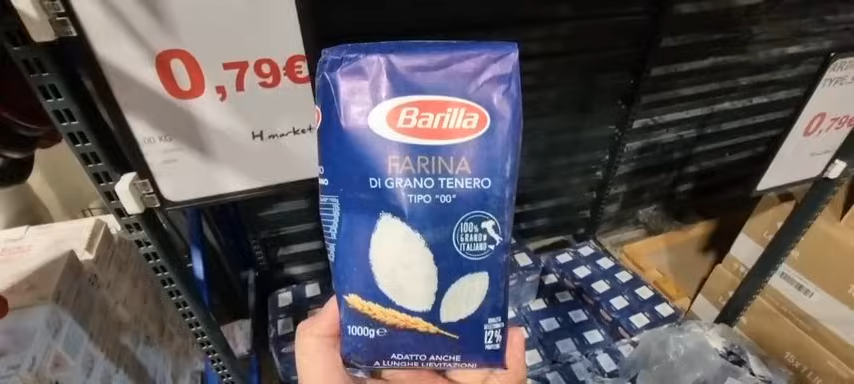 0,79€
H market
Barilla
FARINA
DI GRANO TENERO
TIPO "00"
100%
GRANO
ITALIANO
1000g e
12%
ADATTO ANCHE
A LUNGHE LIEVITAZIONI
0,79€